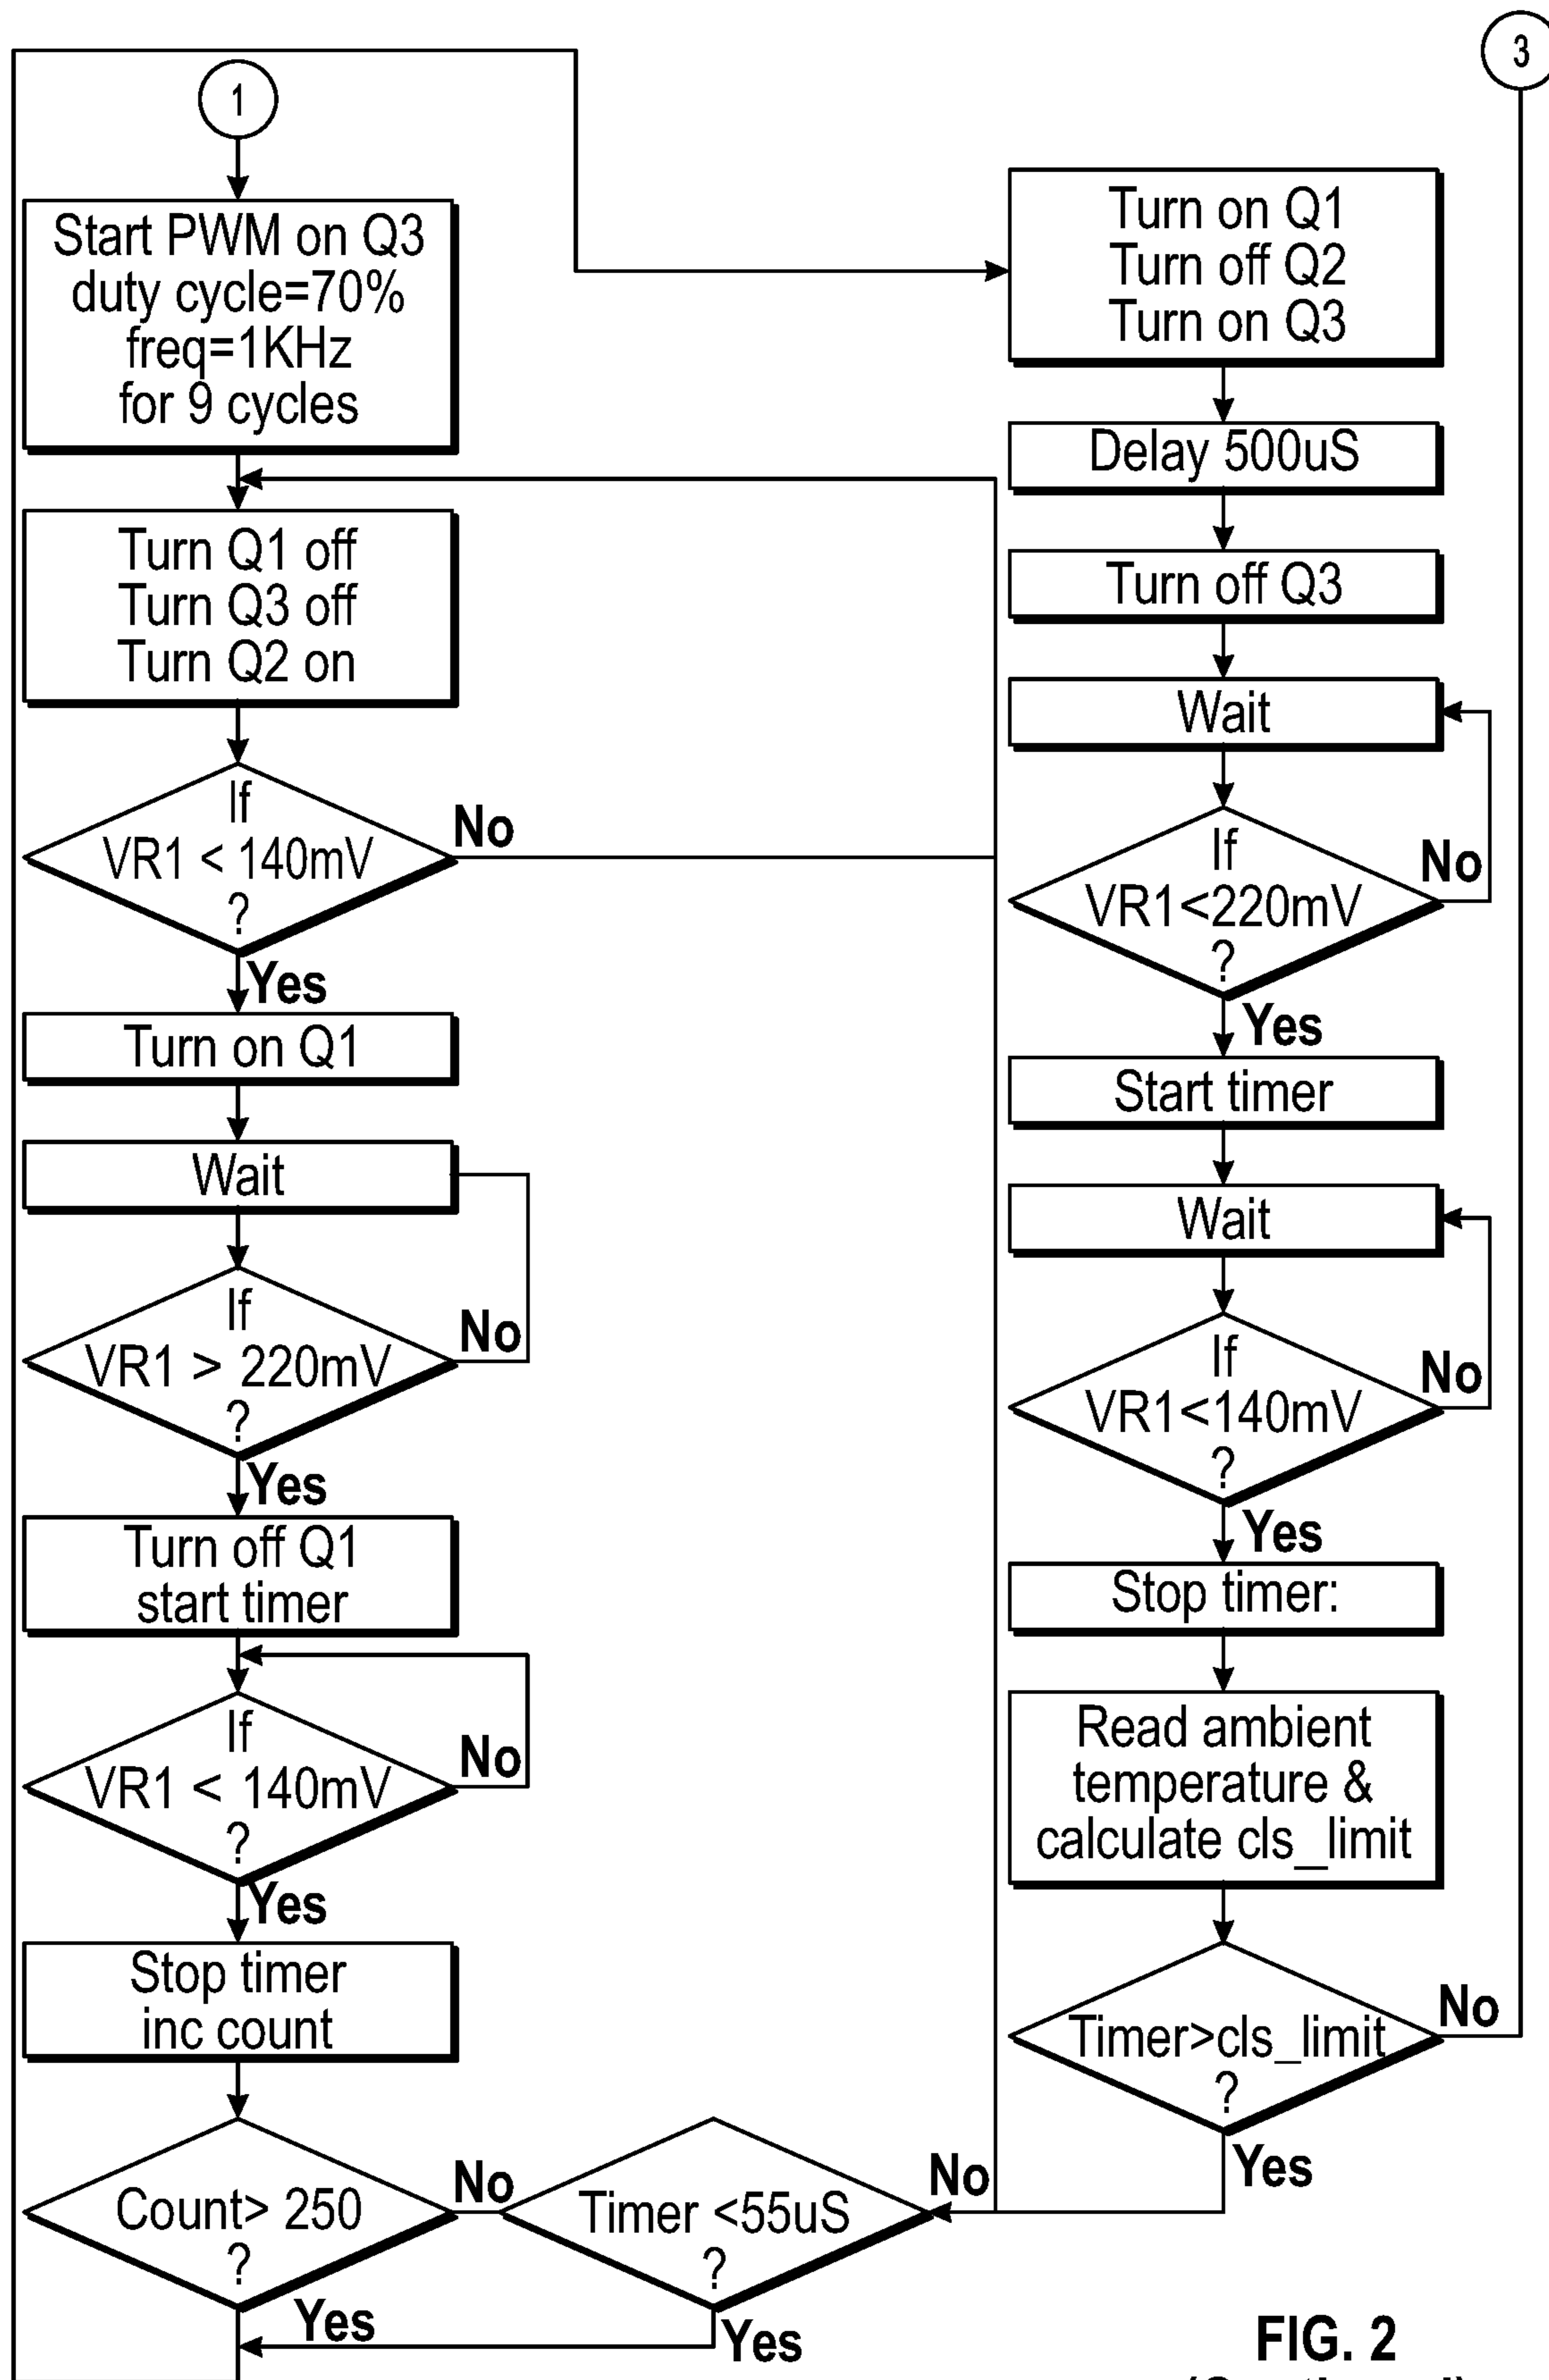 1
Start PWM on Q3
duty cycle=70%
freq=1KHz
for 9 cycles
Turn Q1 off
Turn Q3 off
Turn Q2 on
If
VR1 < 140mV
?
No
Yes
Turn on Q1
Wait
If
VR1 > 220mV
?
No
Yes
Turn off Q1
start timer
If
VR1 < 140mV
?
No
Yes
Stop timer
inc count
Count> 250
?
No
Yes
Timer <55uS
?
No
Yes
3
Turn on Q1
Turn off Q2
Turn on Q3
Delay 500uS
Turn off Q3
Wait
If
VR1<220mV
?
No
Yes
Start timer
Wait
If
VR1<140mV
?
No
Yes
Stop timer:
Read ambient
temperature &
calculate cls_limit
Timer>cls_limit
?
No
Yes
FIG. 2